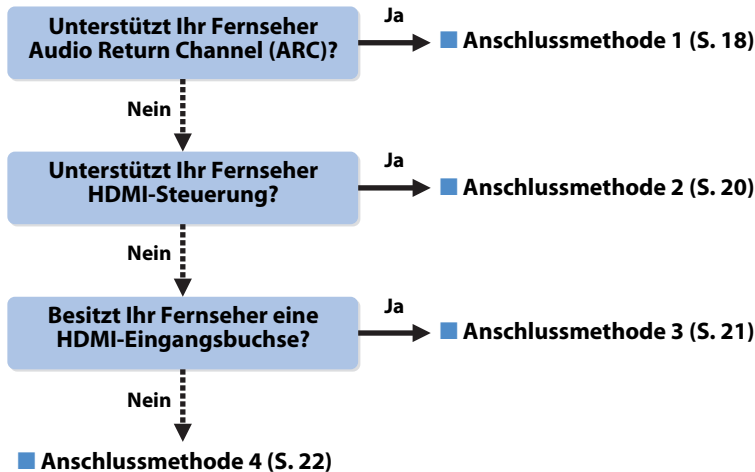 Unterstützt Ihr Fernseher
Audio Return Channel (ARC)?
Ja
■ Anschlussmethode 1 (S. 18)
Nein
Unterstützt Ihr Fernseher
HDMI-Steuerung?
Ja
■ Anschlussmethode 2 (S. 20)
Nein
Besitzt Ihr Fernseher eine
HDMI-Eingangsbuchse?
Ja
■ Anschlussmethode 3 (S. 21)
Nein
■ Anschlussmethode 4 (S. 22)